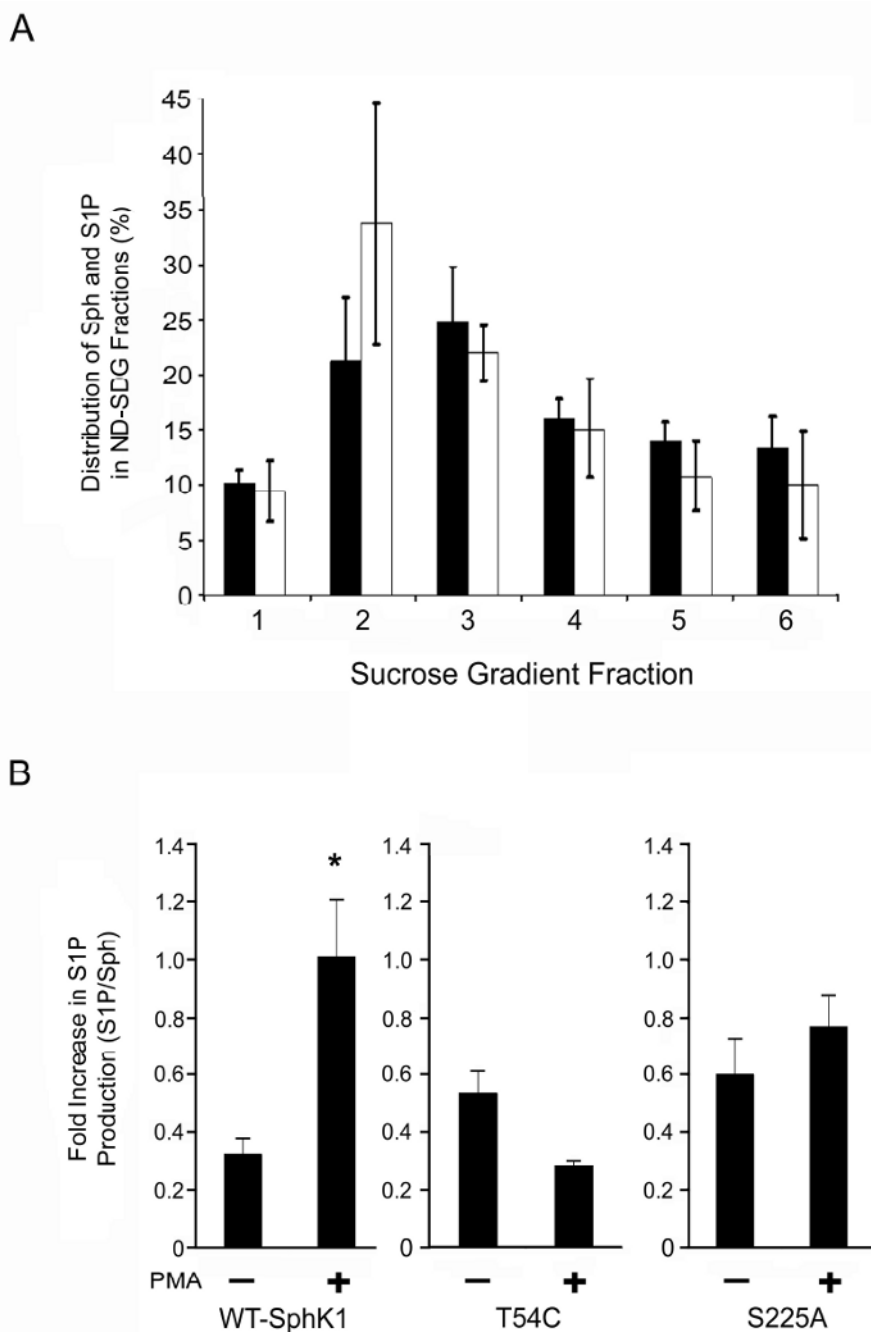 A
Distribution of Sph and S1P
in ND-SDG Fractions (%)
45
40
35
30
25
20
15
10
5
0
1 2 3 4 5 6
Sucrose Gradient Fraction
B
Fold Increase in S1P
Production (S1P/Sph)
1.4 1.4 1.4
*
1.2 1.2 1.2
1.0 1.0 1.0
0.8 0.8 0.8
0.6 0.6 0.6
0.4 0.4 0.4
0.2 0.2 0.2
0 0 0
PMA − + − + − +
WT-SphK1 T54C S225A